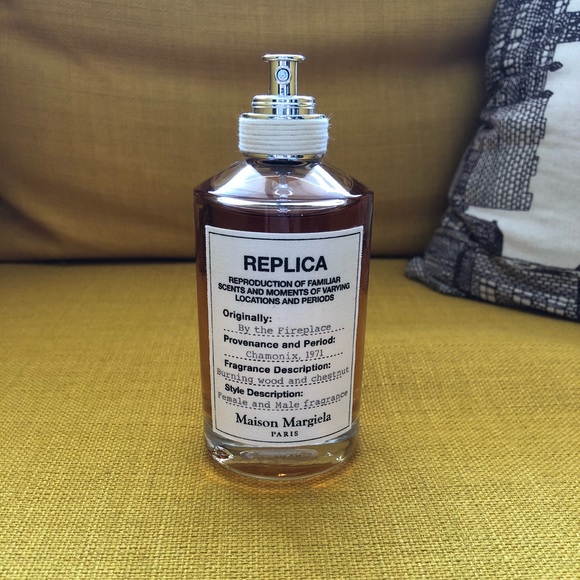 REPLICA
REPRODUCTION OF FAMILIAR
SCENTS AND MOMENTS OF VARYING
LOCATIONS AND PERIODS
Originally:
By the Fireplace
Provenance and Period:
Chamonix, 1971
Fragrance Description:
Burning wood and chestnut
Style Description:
Female and Male fragrance
Maison Margiela
PARIS